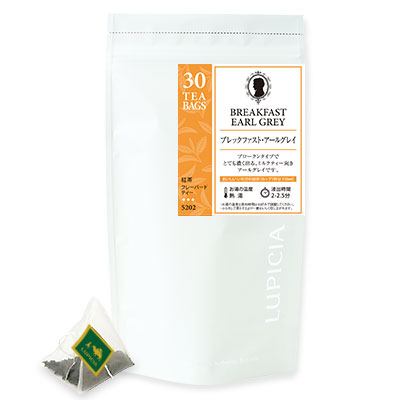 30
TEA
BAGS
紅茶
フレーバード
ティー
5202
BREAKFAST
EARL GREY
ブレックファスト・アールグレイ
ブロークンタイプで
とても濃く出る、ミルクティー向き
アールグレイです。
お湯の温度
熱湯
浸出時間
2-2.5分
LUPICIA
LUPICIA